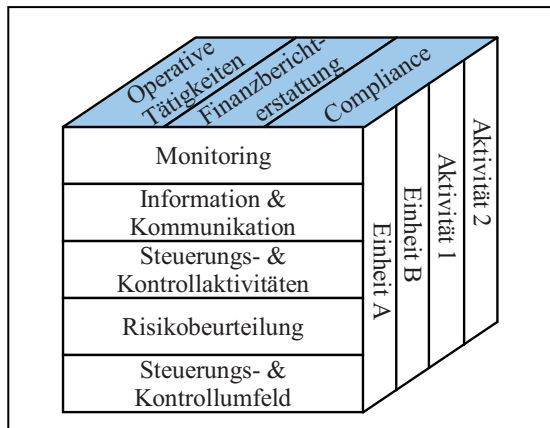 Operative
Tätigkeiten
Finanzbericht-
erstattung
Compliance
Monitoring
Information &
Kommunikation
Steuerungs- &
Kontrollaktivitäten
Risikobeurteilung
Steuerungs- &
Kontrollumfeld
Einheit A
Einheit B
Aktivität 1
Aktivität 2